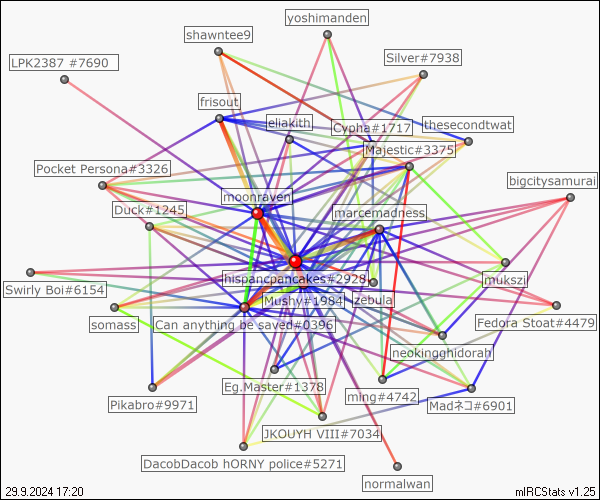 yoshimanden
shawntee9
Silver#7938
LPK2387 #7690
frisout
eliakith
Cypha#1717
thesecondtwat
Majestic#3375
Pocket Persona#3326
bigcitysamurai
moonraven
Duck#1245
marcemadness
hispancpancakes#2928
mukszi
Swirly Boi#6154
Mushy#1984
zebula
Fedora Stoat#4479
somass
Can anything be saved#0396
neokingghidorah
Eg.Master#1378
ming#4742
Pikabro#9971
Madネコ#6901
JKOUYH VIII#7034
DacobDacob hORNY police#5271
normalwan
29.9.2024 17:20
mIRCStats v1.25